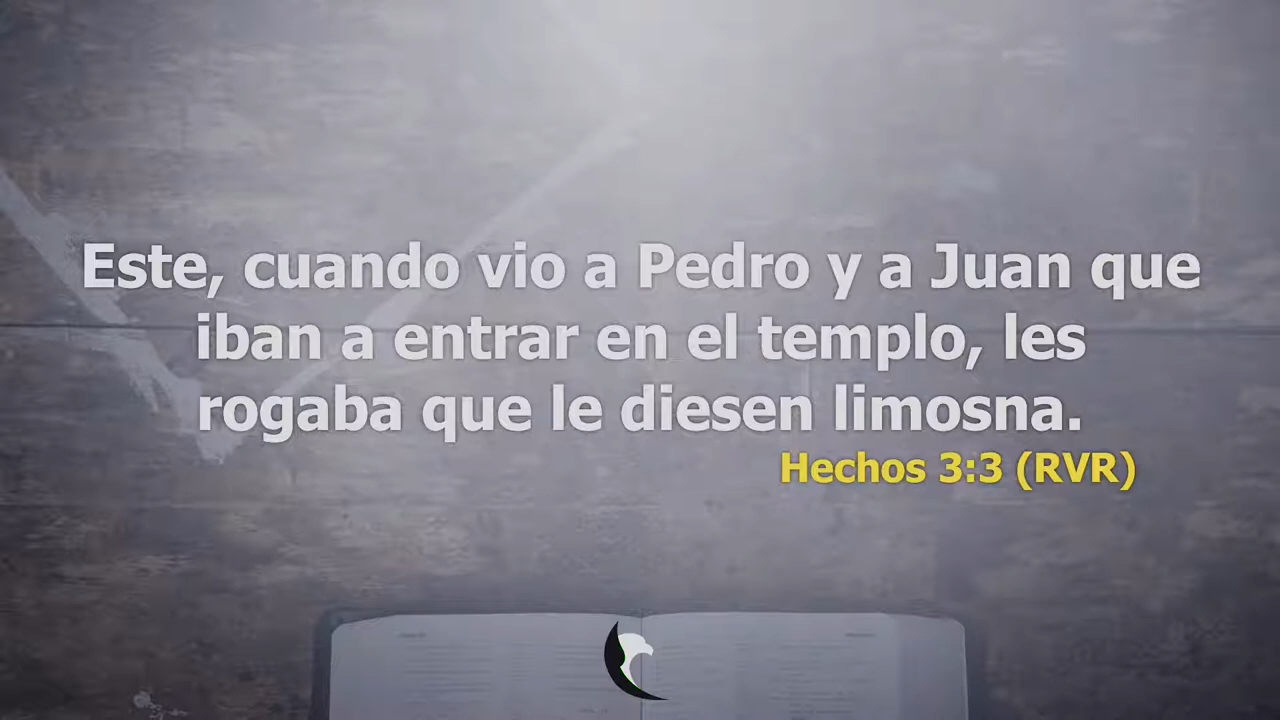 Este, cuando vio a Pedro y a Juan que
iban a entrar en el templo, les
rogaba que le diesen limosna.
Hechos 3:3 (RVR)